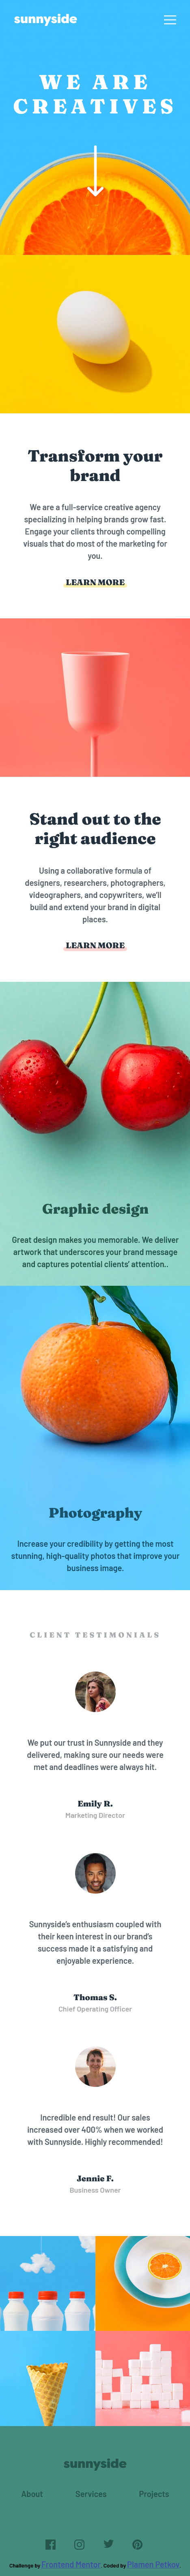 sunnyside
WE ARE
CREATIVES
Transform your
brand
We are a full-service creative agency
specializing in helping brands grow fast.
Engage your clients through compelling
visuals that do most of the marketing for
you.
LEARN MORE
Stand out to the
right audience
Using a collaborative formula of
designers, researchers, photographers,
videographers, and copywriters, we'll
build and extend your brand in digital
places.
LEARN MORE
Graphic design
Great design makes you memorable. We deliver
artwork that underscores your brand message
and captures potential clients' attention..
Photography
Increase your credibility by getting the most
stunning, high-quality photos that improve your
business image.
CLIENT TESTIMONIALS
We put our trust in Sunnyside and they
delivered, making sure our needs were
met and deadlines were always hit.
Emily R.
Marketing Director
Sunnyside's enthusiasm coupled with
their keen interest in our brand's
success made it a satisfying and
enjoyable experience.
Thomas S.
Chief Operating Officer
Incredible end result! Our sales
increased over 400% when we worked
with Sunnyside. Highly recommended!
Jennie F.
Business Owner
sunnyside
About Services Projects
Challenge by Frontend Mentor. Coded by Plamen Petkov.